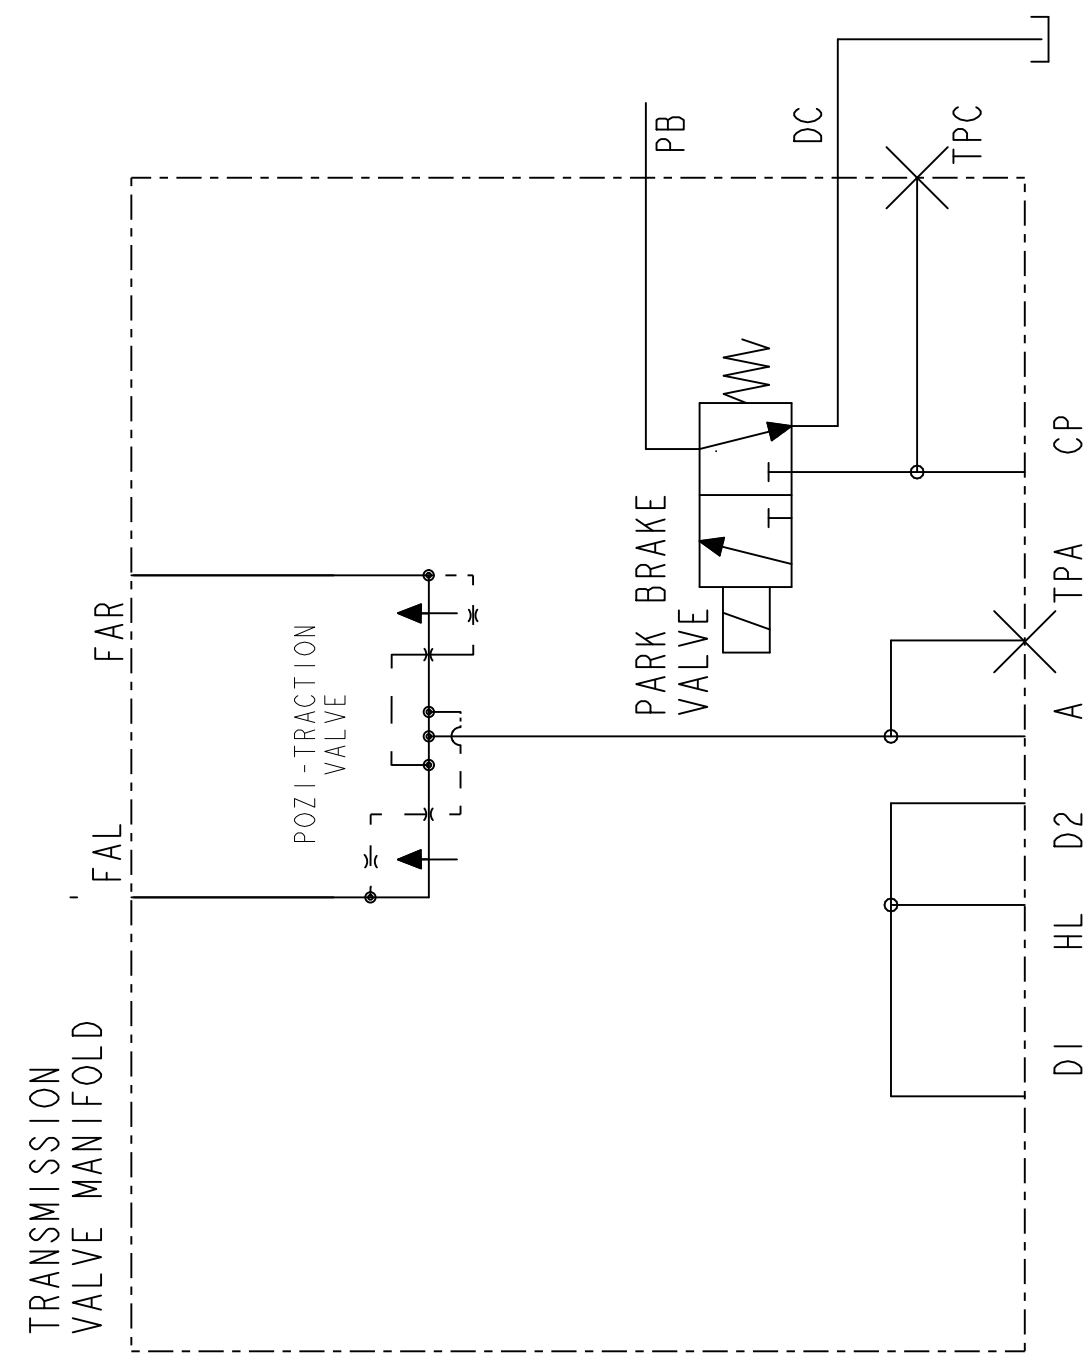 TRANSMISSION
VALVE MANIFOLD
FAL
FAR
POZI-TRACTION
VALVE
PARK BRAKE
VALVE
PB
DC
TPC
DI
HL
D2
A
TPA
CP